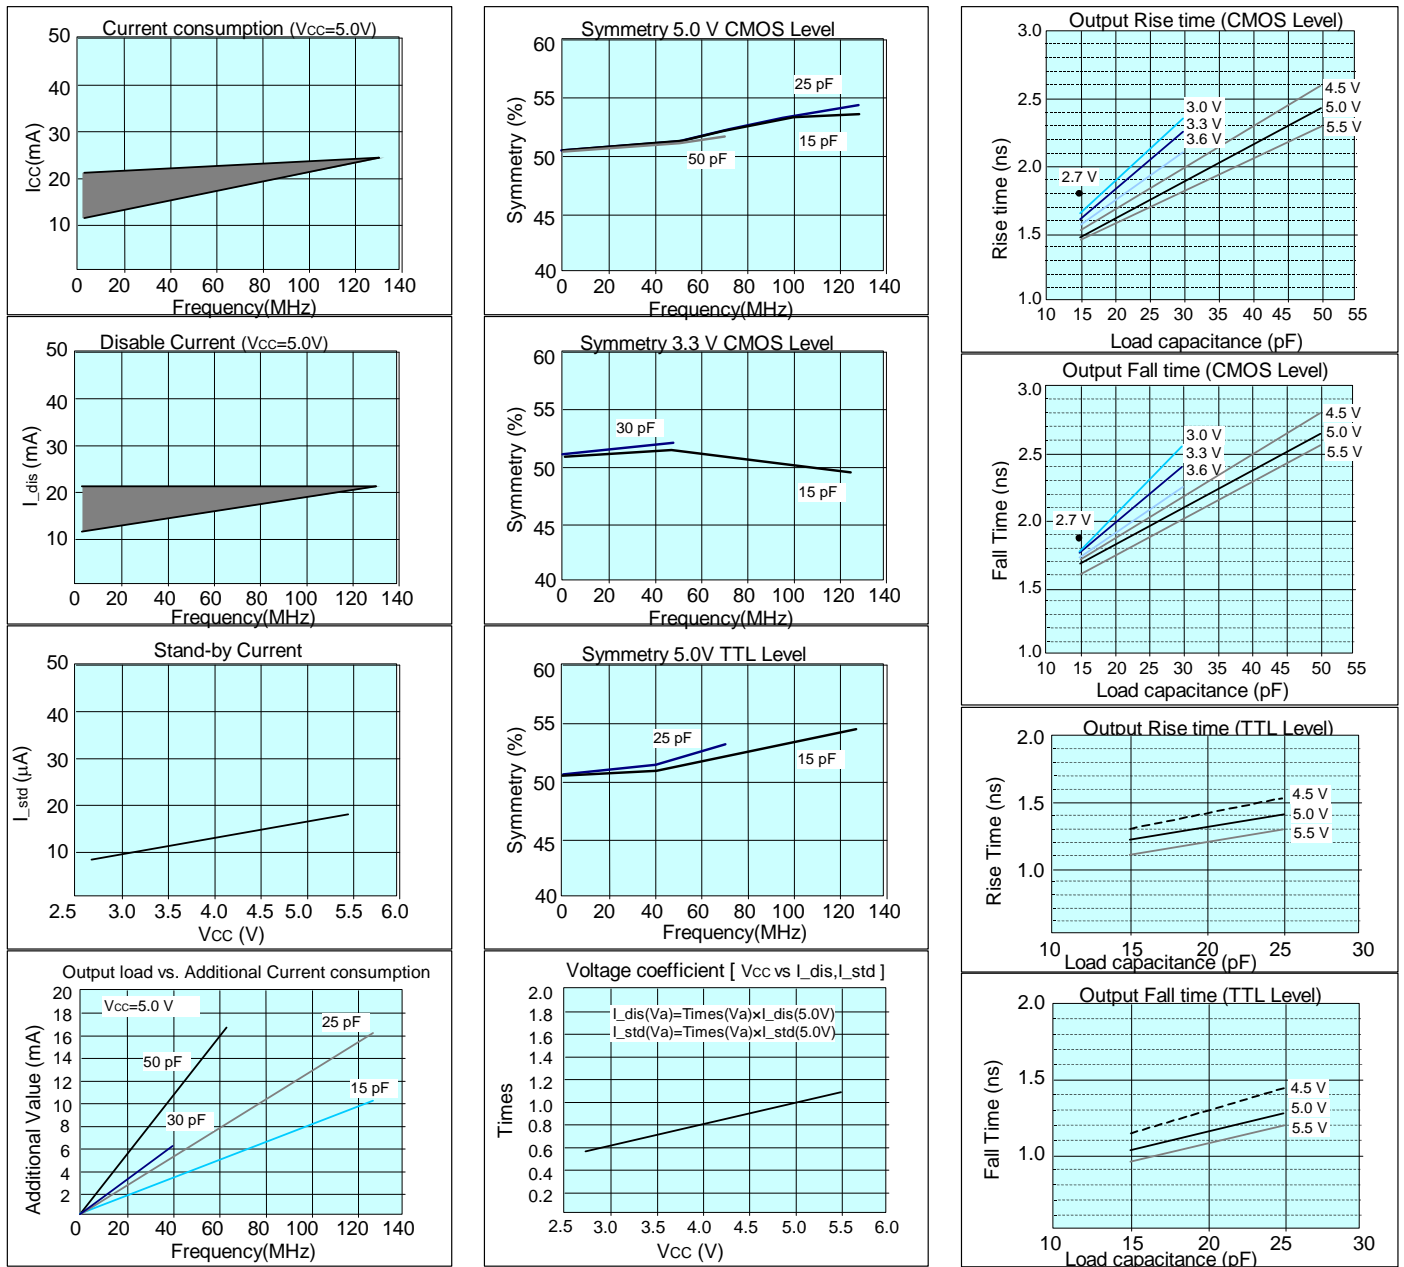 Current consumption (VCC=5.0V)
50
40
30
20
10
ICC(mA)
0 20 40 60 80 100 120 140
Frequency(MHz)
Disable Current (VCC=5.0V)
50
40
30
20
10
I_dis (mA)
0 20 40 60 80 100 120 140
Frequency(MHz)
Stand-by Current
50
40
30
20
10
I_std (μA)
2.5 3.0 3.5 4.0 4.5 5.0 5.5 6.0
VCC (V)
Output load vs. Additional Current consumption
20
18
16
14
12
10
8
6
4
2
Additional Value (mA)
VCC=5.0 V
25 pF
50 pF
15 pF
30 pF
0 20 40 60 80 100 120 140
Frequency(MHz)
Symmetry 5.0 V CMOS Level
60
55
50
45
40
Symmetry (%)
25 pF
15 pF
50 pF
0 20 40 60 80 100 120 140
Frequency(MHz)
Symmetry 3.3 V CMOS Level
60
55
50
45
40
Symmetry (%)
30 pF
15 pF
0 20 40 60 80 100 120 140
Frequency(MHz)
Symmetry 5.0V TTL Level
60
55
50
45
40
Symmetry (%)
25 pF
15 pF
0 20 40 60 80 100 120 140
Frequency(MHz)
Voltage coefficient [ VCC vs I_dis,I_std ]
2.0
1.8
1.6
1.4
1.2
1.0
0.8
0.6
0.4
0.2
Times
I_dis(Va)=Times(Va)×I_dis(5.0V)
I_std(Va)=Times(Va)×I_std(5.0V)
2.5 3.0 3.5 4.0 4.5 5.0 5.5 6.0
VCC (V)
Output Rise time (CMOS Level)
3.0
2.5
2.0
1.5
1.0
Rise time (ns)
4.5 V
5.0 V
5.5 V
3.0 V
3.3 V
3.6 V
2.7 V
10 15 20 25 30 35 40 45 50 55
Load capacitance (pF)
Output Fall time (CMOS Level)
3.0
2.5
2.0
1.5
1.0
Fall Time (ns)
4.5 V
5.0 V
5.5 V
3.0 V
3.3 V
3.6 V
2.7 V
10 15 20 25 30 35 40 45 50 55
Load capacitance (pF)
Output Rise time (TTL Level)
2.0
1.5
1.0
Rise Time (ns)
4.5 V
5.0 V
5.5 V
10 15 20 25 30
Load capacitance (pF)
Output Fall time (TTL Level)
2.0
1.5
1.0
Fall Time (ns)
4.5 V
5.0 V
5.5 V
10 15 20 25 30
Load capacitance (pF)